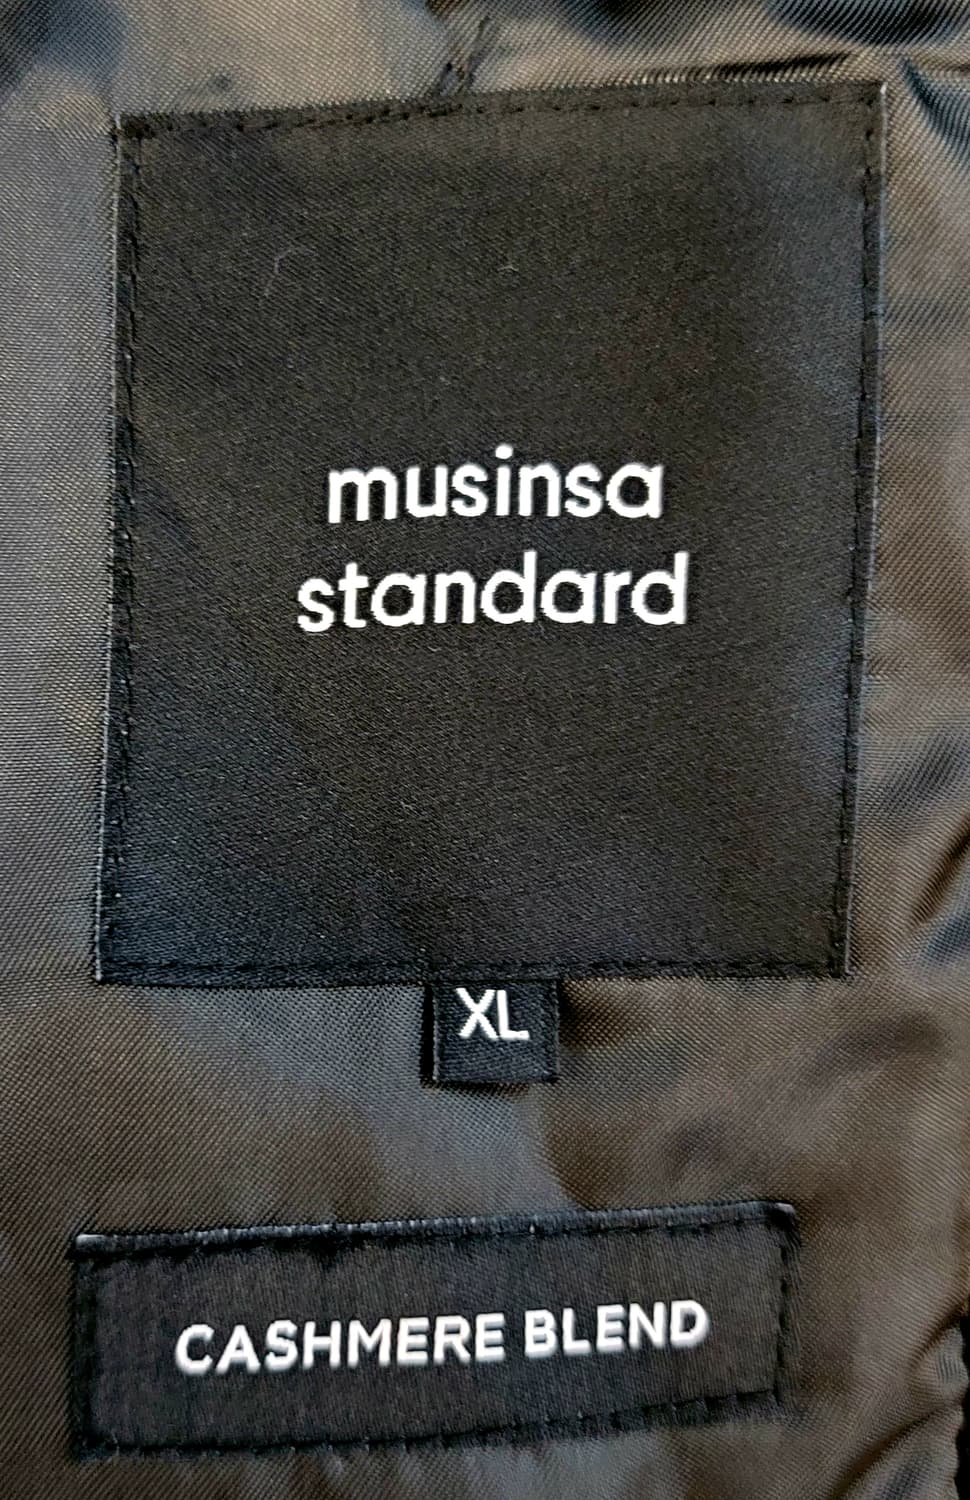 musinsa
standard
XL
CASHMERE BLEND